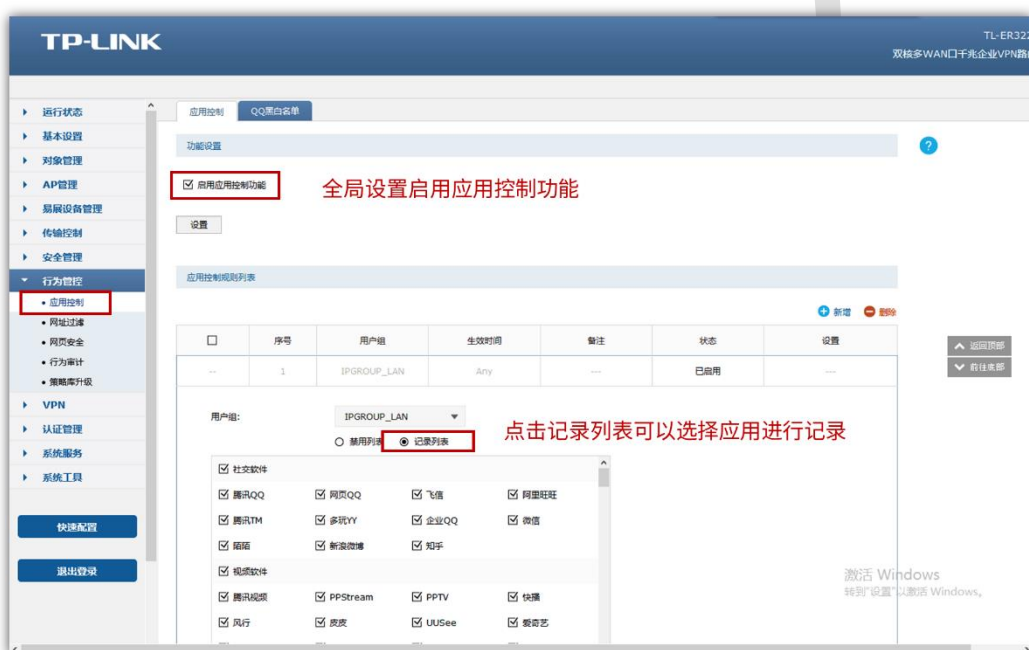 TP-LINK
TL-ER322
双核多WAN口千兆企业VPN路
运行状态
基本设置
对象管理
AP管理
易展设备管理
传输控制
安全管理
行为管控
应用控制
网址过滤
网页安全
行为审计
策略库升级
VPN
认证管理
系统服务
系统工具
快速配置
退出登录
应用控制 QQ黑白名单
功能设置
?
启用应用控制功能
全局设置启用应用控制功能
设置
应用控制规则列表
新增 删除
序号 用户组 生效时间 备注 状态 设置
-- 1 IPGROUP_LAN Any --- 已启用 ---
返回顶部
前往底部
用户组: IPGROUP_LAN
禁用列表 记录列表
点击记录列表可以选择应用进行记录
社交软件
腾讯QQ 网页QQ 飞信 阿里旺旺
腾讯TM 多玩YY 企业QQ 微信
陌陌 新浪微博 知乎
视频软件
腾讯视频 PPStream PPTV 快播
风行 皮皮 UUSee 爱奇艺
激活 Windows
转到"设置"以激活 Windows。